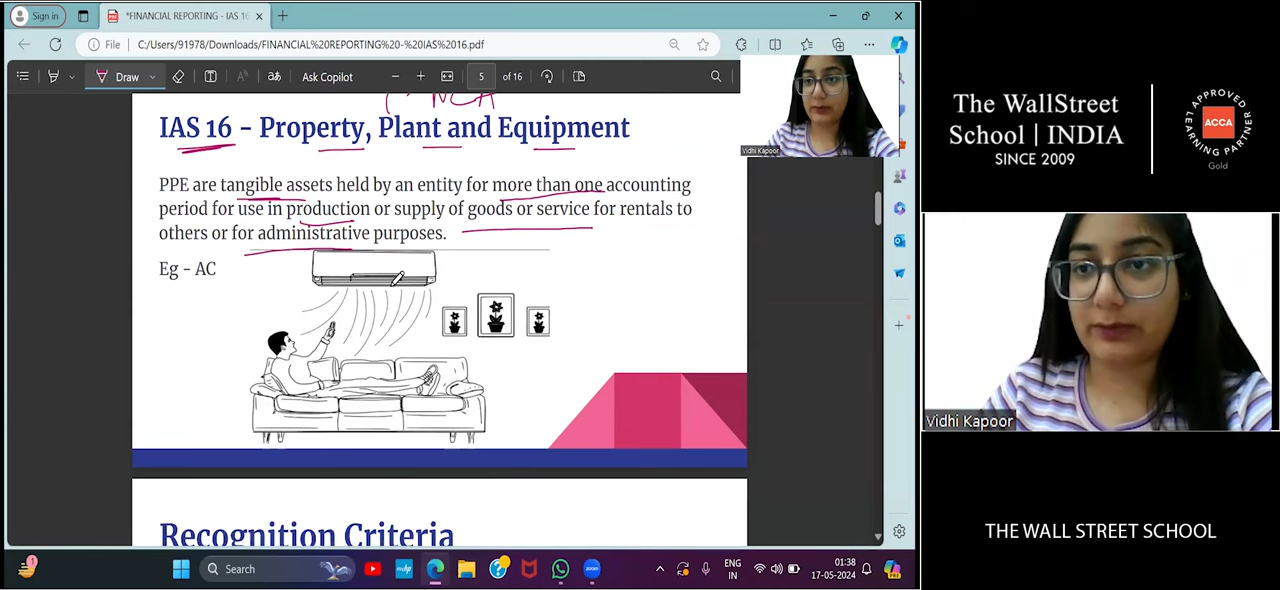 Sign in
*FINANCIAL REPORTING - IAS 16
File
C:/Users/91978/Downloads/FINANCIAL%20REPORTING%20-%20IAS%2016.pdf
Draw
Ask Copilot
5
of 16
NCA
IAS 16 - Property, Plant and Equipment
PPE are tangible assets held by an entity for more than one accounting
period for use in production or supply of goods or service for rentals to
others or for administrative purposes.
Eg - AC
Recognition Criteria
Vidhi Kapoor
The WallStreet
School | INDIA
SINCE 2009
APPROVED
LEARNING PARTNER
ACCA
Gold
Vidhi Kapoor
THE WALL STREET SCHOOL
1
Search
ENG
IN
01:38
17-05-2024